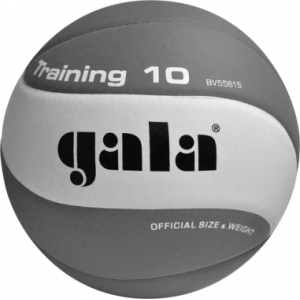 Training 10
BV5561S
gala®
OFFICIAL SIZE & WEIGHT